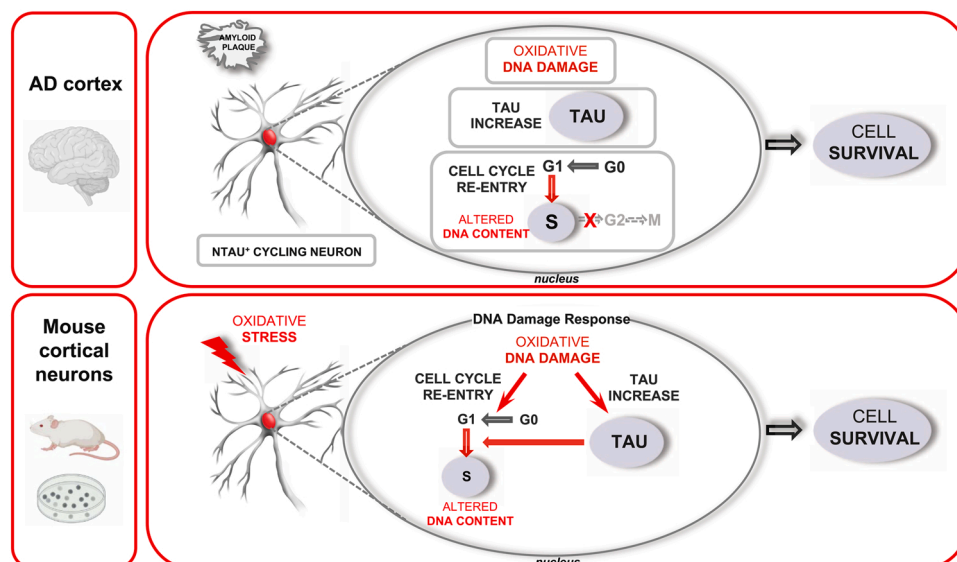 AD cortex
AMYLOID
PLAQUE
NTAU⁺ CYCLING NEURON
OXIDATIVE
DNA DAMAGE
TAU
INCREASE
TAU
CELL CYCLE
RE-ENTRY
G1
G0
ALTERED
DNA CONTENT
S
X
G2
M
nucleus
CELL
SURVIVAL
Mouse
cortical
neurons
OXIDATIVE
STRESS
DNA Damage Response
OXIDATIVE
DNA DAMAGE
CELL CYCLE
RE-ENTRY
TAU
INCREASE
G1
G0
TAU
S
ALTERED
DNA CONTENT
nucleus
CELL
SURVIVAL